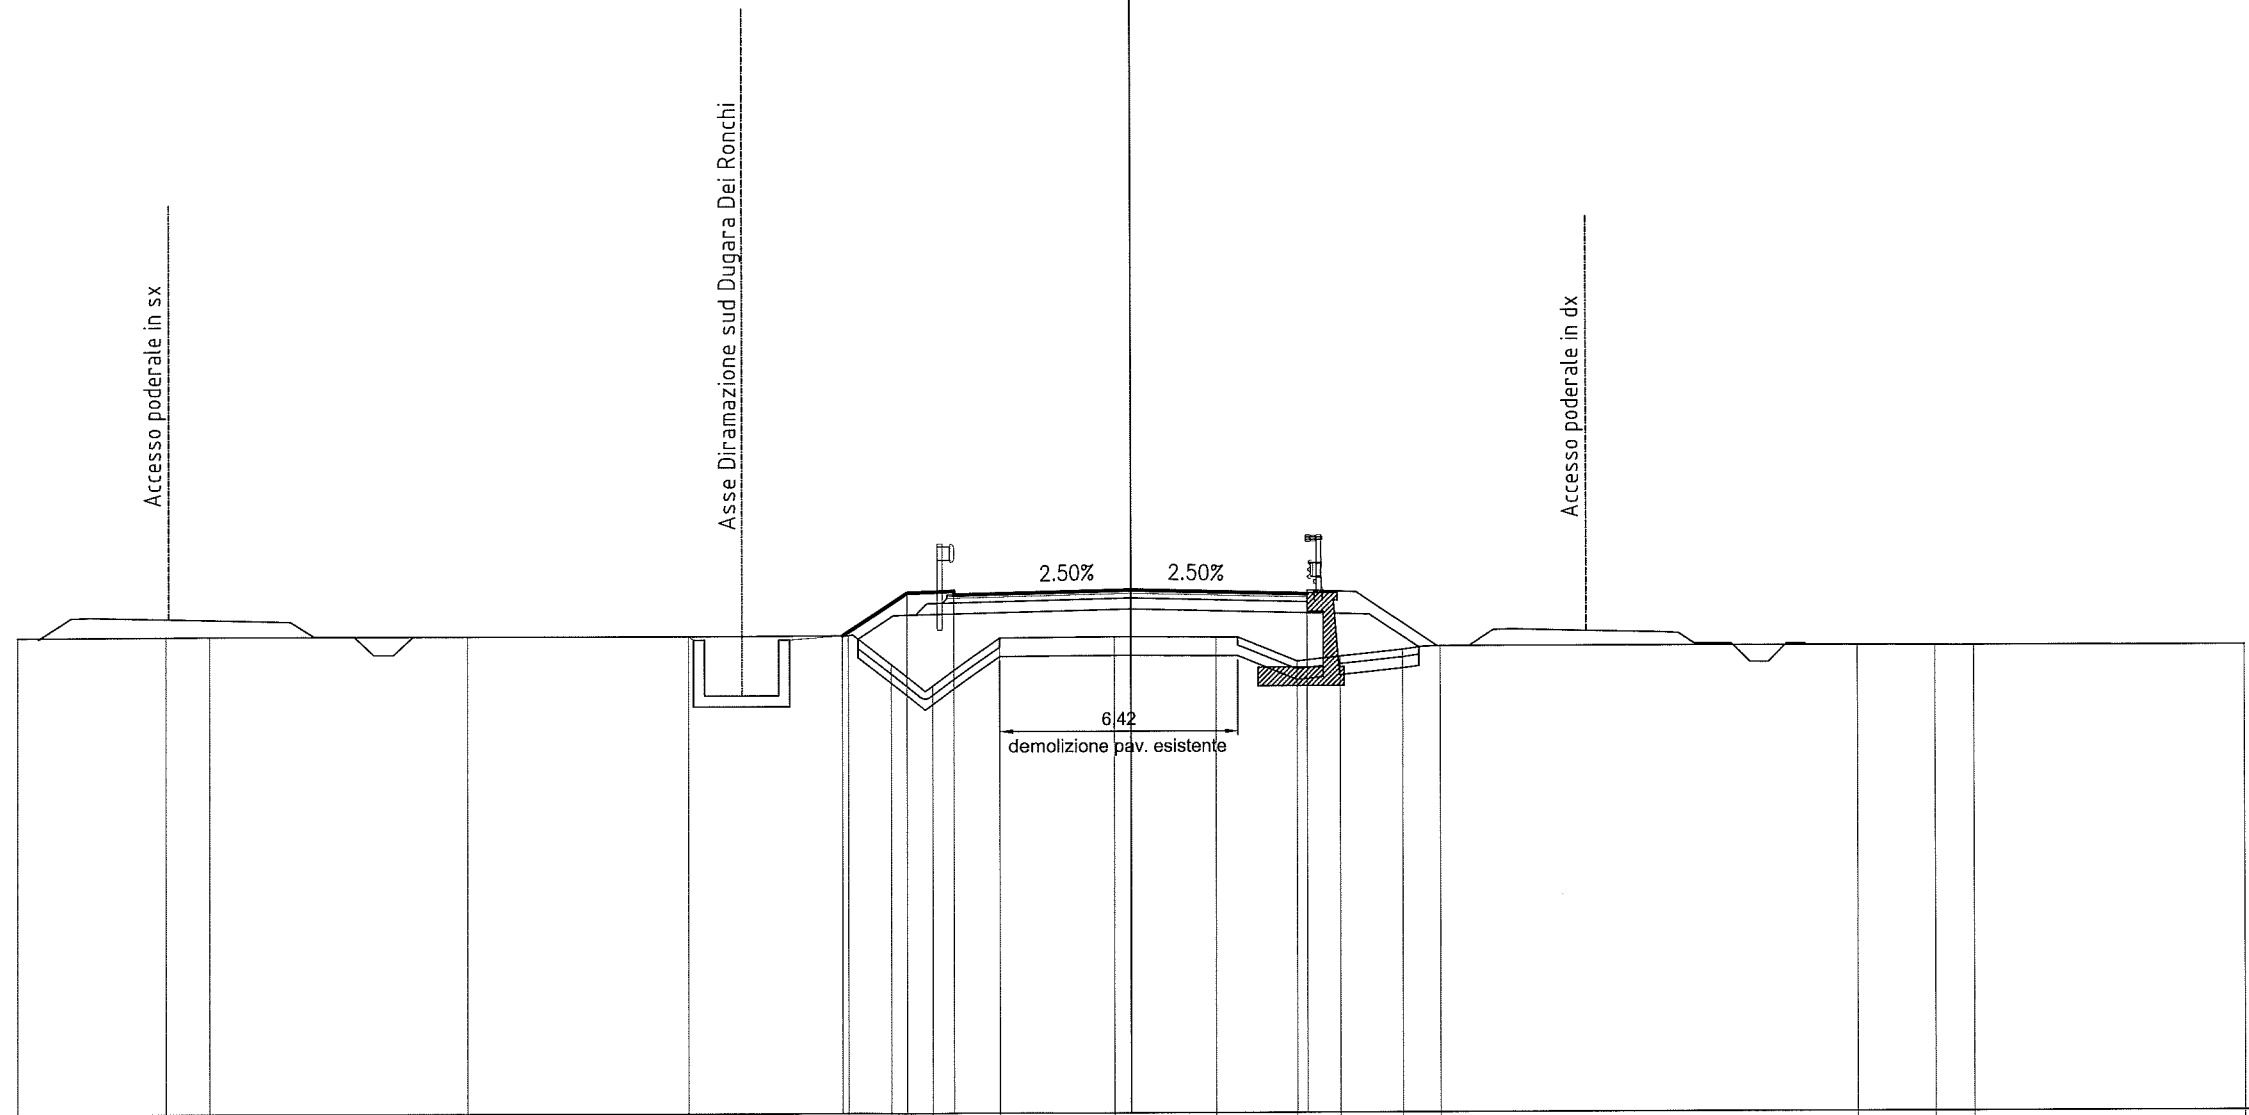 Accesso poderale in sx
Asse Diramazione sud Dugara Dei Ronchi
Accesso poderale in dx
2.50%
2.50%
6.42
demolizione pav. esistente